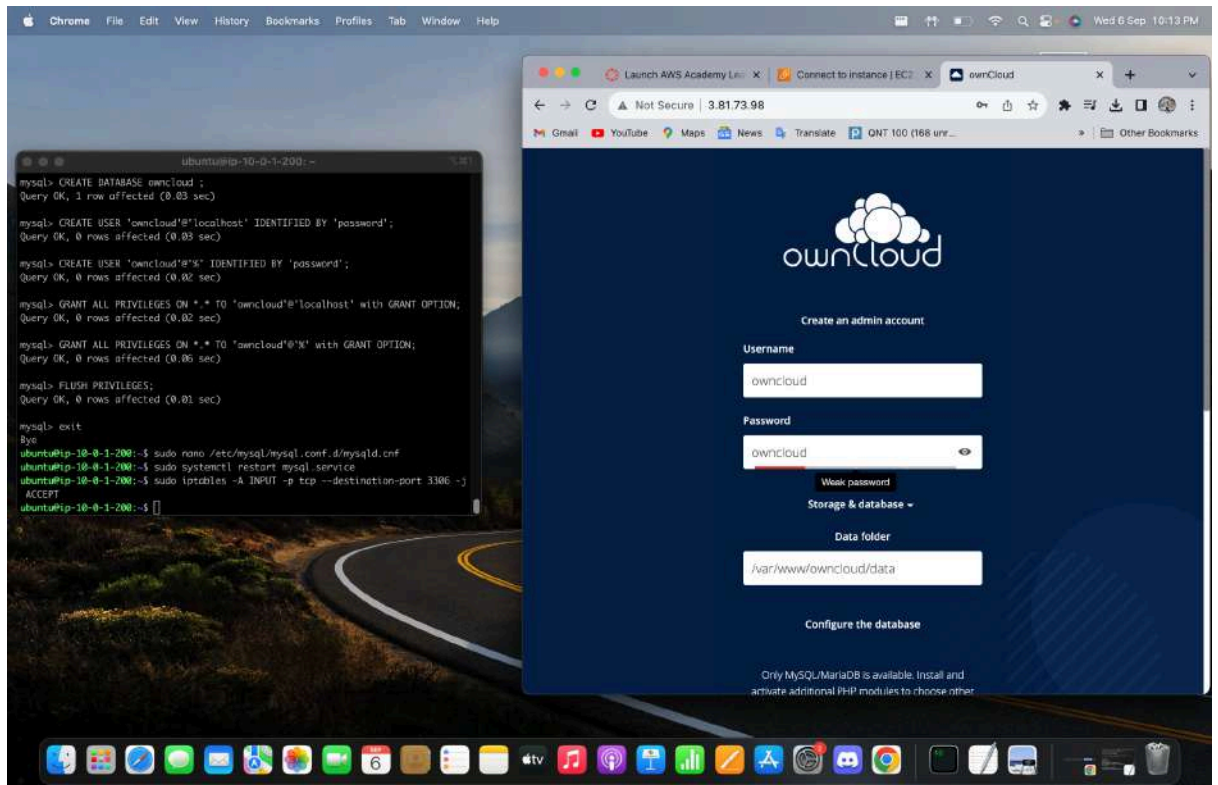 Chrome File Edit View History Bookmarks Profiles Tab Window Help
Wed 6 Sep 10:13 PM
ubuntu@ip-10-0-1-200: ~
mysql> CREATE DATABASE owncloud ;
Query OK, 1 row affected (0.03 sec)
mysql> CREATE USER 'owncloud'@'localhost' IDENTIFIED BY 'password';
Query OK, 0 rows affected (0.03 sec)
mysql> CREATE USER 'owncloud'@'%' IDENTIFIED BY 'password';
Query OK, 0 rows affected (0.02 sec)
mysql> GRANT ALL PRIVILEGES ON *.* TO 'owncloud'@'localhost' with GRANT OPTION;
Query OK, 0 rows affected (0.02 sec)
mysql> GRANT ALL PRIVILEGES ON *.* TO 'owncloud'@'%' with GRANT OPTION;
Query OK, 0 rows affected (0.06 sec)
mysql> FLUSH PRIVILEGES;
Query OK, 0 rows affected (0.01 sec)
mysql> exit
Bye
ubuntu@ip-10-0-1-200:~$ sudo nano /etc/mysql/mysql.conf.d/mysqld.cnf
ubuntu@ip-10-0-1-200:~$ sudo systemctl restart mysql.service
ubuntu@ip-10-0-1-200:~$ sudo iptables -A INPUT -p tcp --destination-port 3306 -j
ACCEPT
ubuntu@ip-10-0-1-200:~$
Launch AWS Academy Connect to instance | EC2 ownCloud
Not Secure | 3.81.73.98
Gmail YouTube Maps News Translate QNT 100 (168 unr... » Other Bookmarks
ownCloud
Create an admin account
Username
owncloud
Password
owncloud
Weak password
Storage & database
Data folder
/var/www/owncloud/data
Configure the database
Only MySQL/MariaDB is available. Install and
activate additional PHP modules to choose other
SEP
6
tv